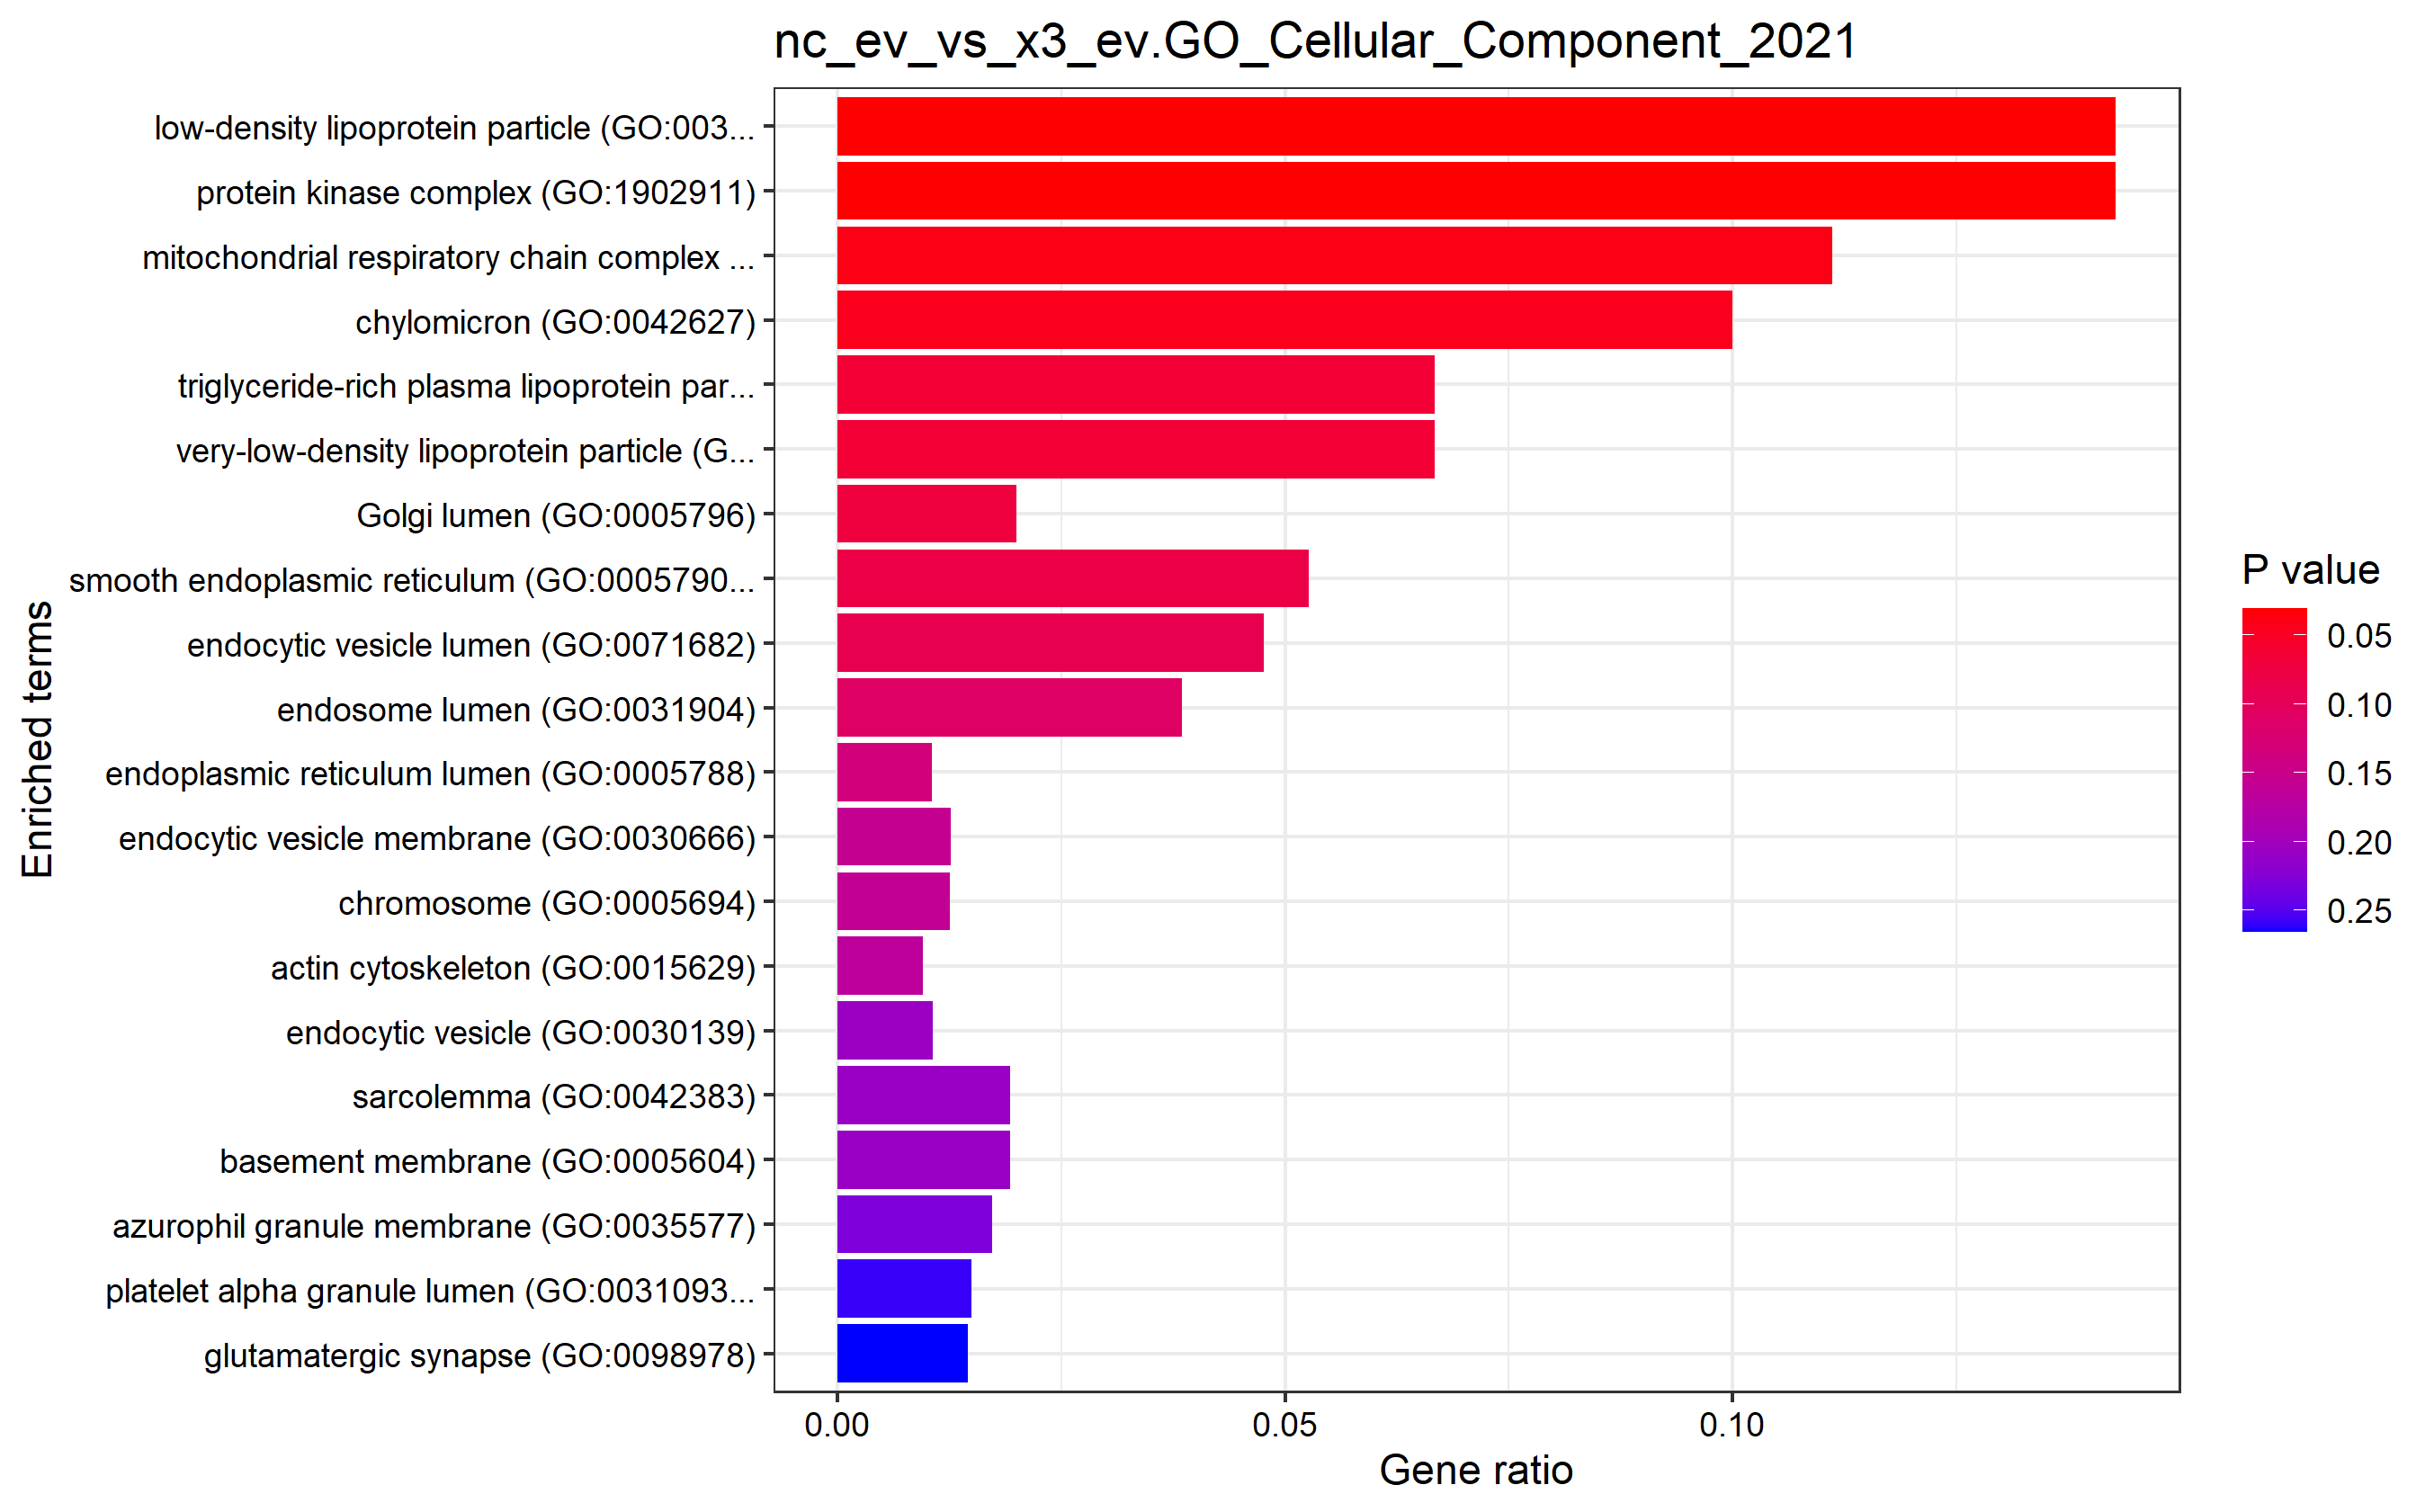 nc_ev_vs_x3_ev.GO_Cellular_Component_2021
Enriched terms
low-density lipoprotein particle (GO:003...
protein kinase complex (GO:1902911)
mitochondrial respiratory chain complex ...
chylomicron (GO:0042627)
triglyceride-rich plasma lipoprotein par...
very-low-density lipoprotein particle (G...
Golgi lumen (GO:0005796)
smooth endoplasmic reticulum (GO:0005790...
endocytic vesicle lumen (GO:0071682)
endosome lumen (GO:0031904)
endoplasmic reticulum lumen (GO:0005788)
endocytic vesicle membrane (GO:0030666)
chromosome (GO:0005694)
actin cytoskeleton (GO:0015629)
endocytic vesicle (GO:0030139)
sarcolemma (GO:0042383)
basement membrane (GO:0005604)
azurophil granule membrane (GO:0035577)
platelet alpha granule lumen (GO:0031093...
glutamatergic synapse (GO:0098978)
0.00 0.05 0.10
Gene ratio
P value
0.05
0.10
0.15
0.20
0.25